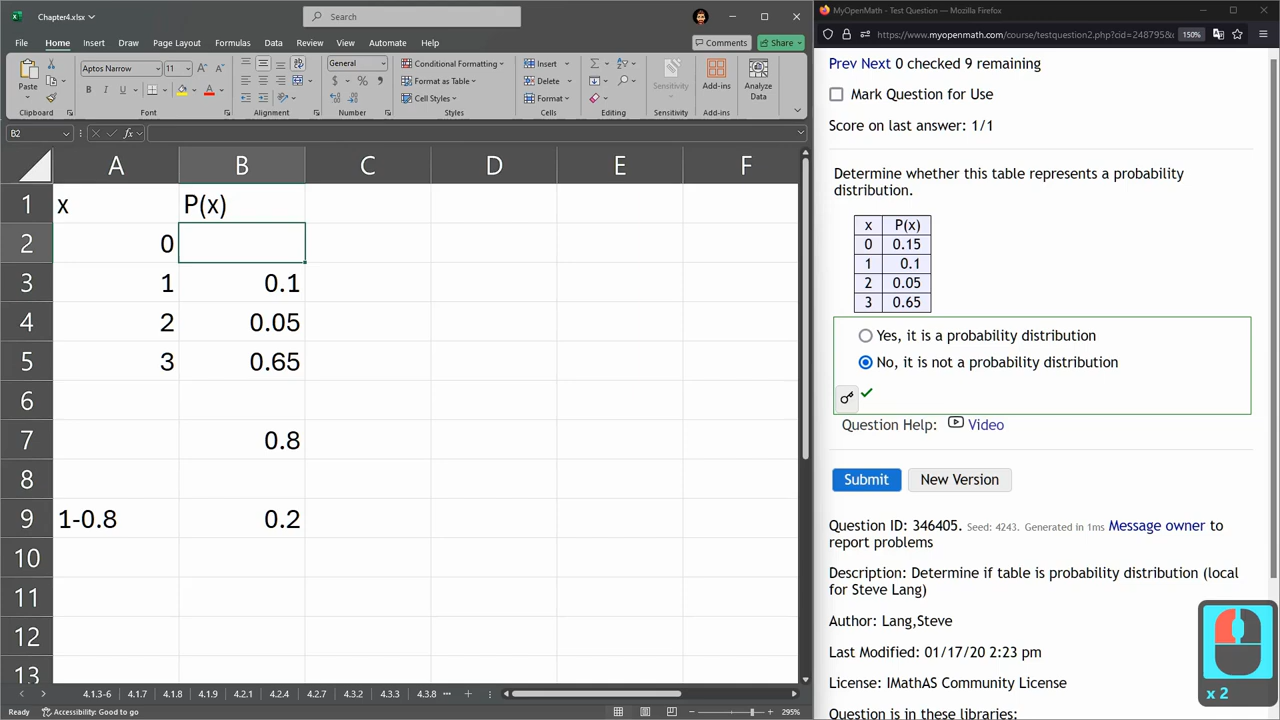 Chapter4.xlsx
Search
File Home Insert Draw Page Layout Formulas Data Review View Automate Help
Comments
Share
Paste
Clipboard
Aptos Narrow
11
B I U
Font
Alignment
General
$ % 9
Number
Conditional Formatting
Format as Table
Cell Styles
Styles
Insert
Delete
Format
Cells
Editing
Sensitivity
Sensitivity
Add-ins
Add-ins
Analyze
Data
B2
fx
A B C D E F
1 x P(x)
2 0
3 1 0.1
4 2 0.05
5 3 0.65
6
7 0.8
8
9 1-0.8 0.2
10
11
12
13
4.1.3-6 4.1.7 4.1.8 4.1.9 4.2.1 4.2.4 4.2.7 4.3.2 4.3.3 4.3.8
Ready
Accessibility: Good to go
295%
MyOpenMath - Test Question — Mozilla Firefox
https://www.myopenmath.com/course/testquestion2.php?cid=248795&
150%
Prev Next 0 checked 9 remaining
Mark Question for Use
Score on last answer: 1/1
Determine whether this table represents a probability
distribution.
x P(x)
0 0.15
1 0.1
2 0.05
3 0.65
Yes, it is a probability distribution
No, it is not a probability distribution
Question Help: Video
Submit New Version
Question ID: 346405. Seed: 4243. Generated in 1ms Message owner to
report problems
Description: Determine if table is probability distribution (local
for Steve Lang)
Author: Lang,Steve
Last Modified: 01/17/20 2:23 pm
License: IMathAS Community License
Question is in these libraries:
x 2